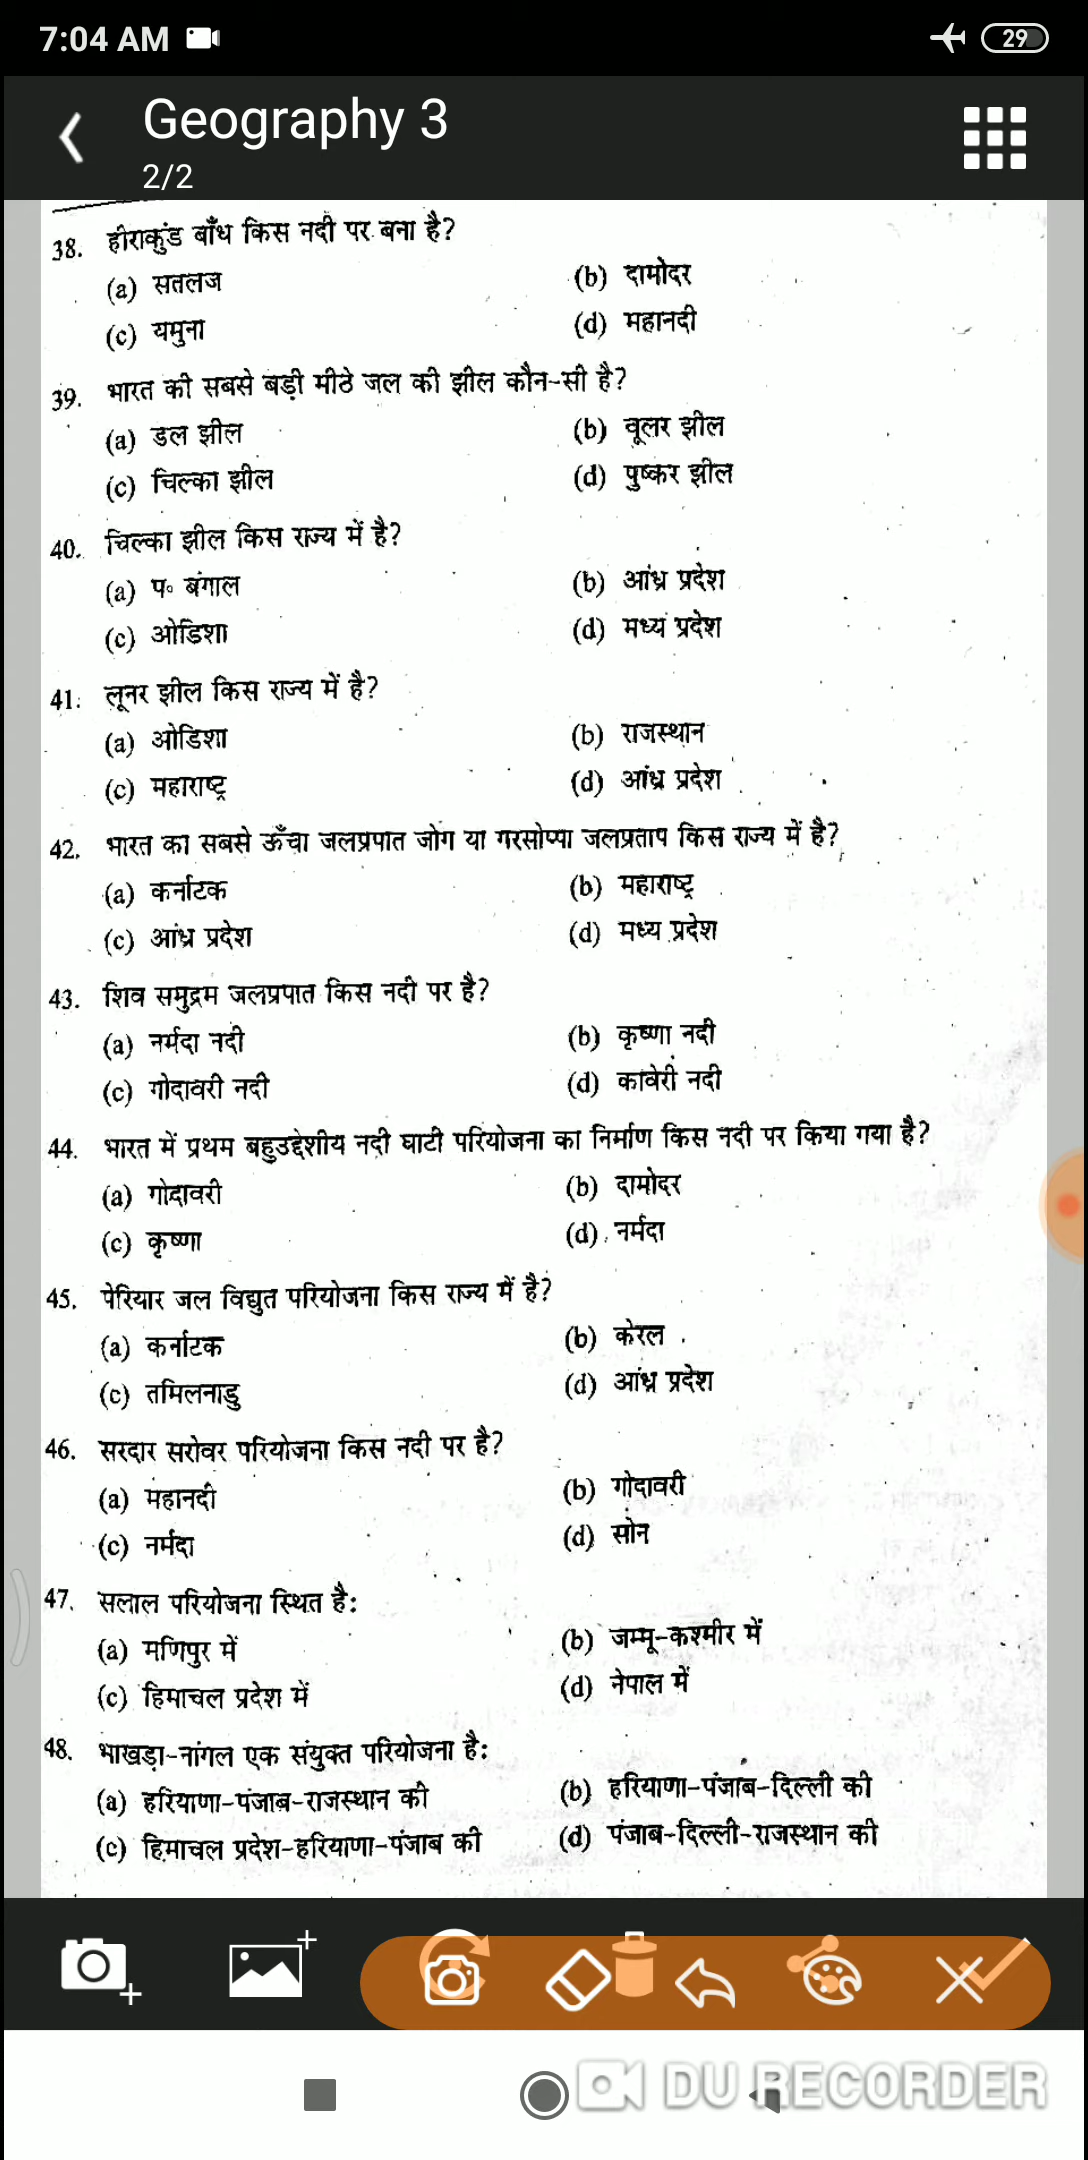 7:04 AM
29
Geography 3
2/2
38. हीराकुंड बाँध किस नदी पर बना है?
(a) सतलज (b) दामोदर
(c) यमुना (d) महानदी
39. भारत की सबसे बड़ी मीठे जल की झील कौन-सी है?
(a) डल झील (b) वूलर झील
(c) चिल्का झील (d) पुष्कर झील
40. चिल्का झील किस राज्य में है?
(a) प० बंगाल (b) आंध्र प्रदेश
(c) ओडिशा (d) मध्य प्रदेश
41. लूनर झील किस राज्य में है?
(a) ओडिशा (b) राजस्थान
(c) महाराष्ट्र (d) आंध्र प्रदेश
42. भारत का सबसे ऊँचा जलप्रपात जोग या गरसोप्पा जलप्रताप किस राज्य में है?
(a) कर्नाटक (b) महाराष्ट्र
(c) आंध्र प्रदेश (d) मध्य प्रदेश
43. शिव समुद्रम जलप्रपात किस नदी पर है?
(a) नर्मदा नदी (b) कृष्णा नदी
(c) गोदावरी नदी (d) कावेरी नदी
44. भारत में प्रथम बहुउद्देशीय नदी घाटी परियोजना का निर्माण किस नदी पर किया गया है?
(a) गोदावरी (b) दामोदर
(c) कृष्णा (d) नर्मदा
45. पेरियार जल विद्युत परियोजना किस राज्य में है?
(a) कर्नाटक (b) केरल
(c) तमिलनाडु (d) आंध्र प्रदेश
46. सरदार सरोवर परियोजना किस नदी पर है?
(a) महानदी (b) गोदावरी
(c) नर्मदा (d) सोन
47. सलाल परियोजना स्थित है:
(a) मणिपुर में (b) जम्मू-कश्मीर में
(c) हिमाचल प्रदेश में (d) नेपाल में
48. भाखड़ा-नांगल एक संयुक्त परियोजना है:
(a) हरियाणा-पंजाब-राजस्थान की (b) हरियाणा-पंजाब-दिल्ली की
(c) हिमाचल प्रदेश-हरियाणा-पंजाब की (d) पंजाब-दिल्ली-राजस्थान की
DU RECORDER